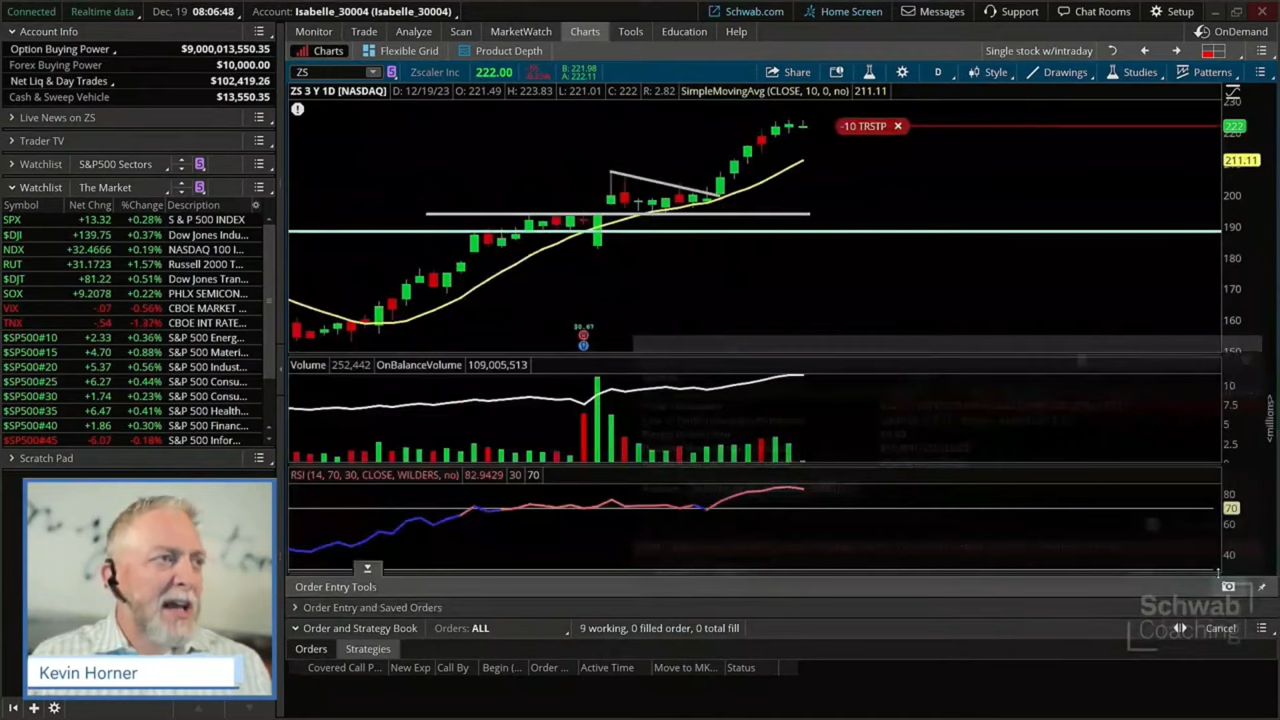 Connected Realtime data Dec, 19 08:06:48 Account: Isabelle_30004 (Isabelle_30004) Schwab.com Home Screen Messages Support Chat Rooms Setup
Account Info
Option Buying Power $9,000,013,550.35
Forex Buying Power $10,000.00
Net Liq & Day Trades $102,419.26
Cash & Sweep Vehicle $13,550.35
Live News on ZS
Trader TV
Watchlist S&P500 Sectors 5
Watchlist The Market 5
Symbol Net Chng %Change Description
SPX +13.32 +0.28% S & P 500 INDEX
$DJI +139.75 +0.37% Dow Jones Indu...
NDX +32.4666 +0.19% NASDAQ 100 I...
RUT +31.1723 +1.57% Russell 2000 T...
$DJT +81.22 +0.51% Dow Jones Tran...
SOX +9.2078 +0.22% PHLX SEMICON...
VIX -.07 -0.56% CBOE MARKET ...
TNX -.54 -1.37% CBOE INT RATE...
$SP500#10 +2.33 +0.36% S&P 500 Energ...
$SP500#15 +4.70 +0.88% S&P 500 Materi...
$SP500#20 +5.37 +0.56% S&P 500 Indust...
$SP500#25 +6.27 +0.44% S&P 500 Consu...
$SP500#30 +1.74 +0.23% S&P 500 Consu...
$SP500#35 +6.47 +0.41% S&P 500 Health...
$SP500#40 +1.86 +0.30% S&P 500 Financ...
$SP500#45 -6.07 -0.18% S&P 500 Infor...
Scratch Pad
Kevin Horner
Monitor Trade Analyze Scan MarketWatch Charts Tools Education Help OnDemand
Charts Flexible Grid Product Depth Single stock w/intraday
ZS 5 Zscaler Inc 222.00 B: 221.98 A: 222.11 Share D Style Drawings Studies Patterns
ZS 3 Y 1D [NASDAQ] D: 12/19/23 O: 221.49 H: 223.83 L: 221.01 C: 222 R: 2.82 SimpleMovingAvg (CLOSE, 10, 0, no) 211.11
-10 TRSTP
230
222
211.11
200
190
180
170
160
150
$0.67
Volume 252,442 OnBalanceVolume 109,005,513
10
7.5
5
2.5
<millions>
RSI (14, 70, 30, CLOSE, WILDERS, no) 82.9429 30 70
80
70
60
40
Order Entry Tools
Order Entry and Saved Orders
Order and Strategy Book Orders: ALL 9 working, 0 filled order, 0 total fill Cancel
Orders Strategies
Covered Call P... New Exp Call By Begin (... Order ... Active Time Move to MK... Status
Schwab
Coaching